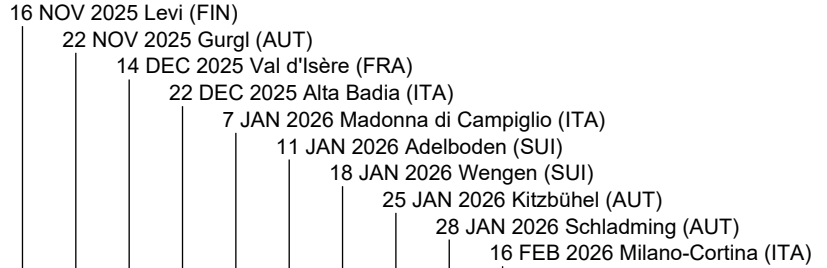 16 NOV 2025 Levi (FIN)
22 NOV 2025 Gurgl (AUT)
14 DEC 2025 Val d'Isère (FRA)
22 DEC 2025 Alta Badia (ITA)
7 JAN 2026 Madonna di Campiglio (ITA)
11 JAN 2026 Adelboden (SUI)
18 JAN 2026 Wengen (SUI)
25 JAN 2026 Kitzbühel (AUT)
28 JAN 2026 Schladming (AUT)
16 FEB 2026 Milano-Cortina (ITA)